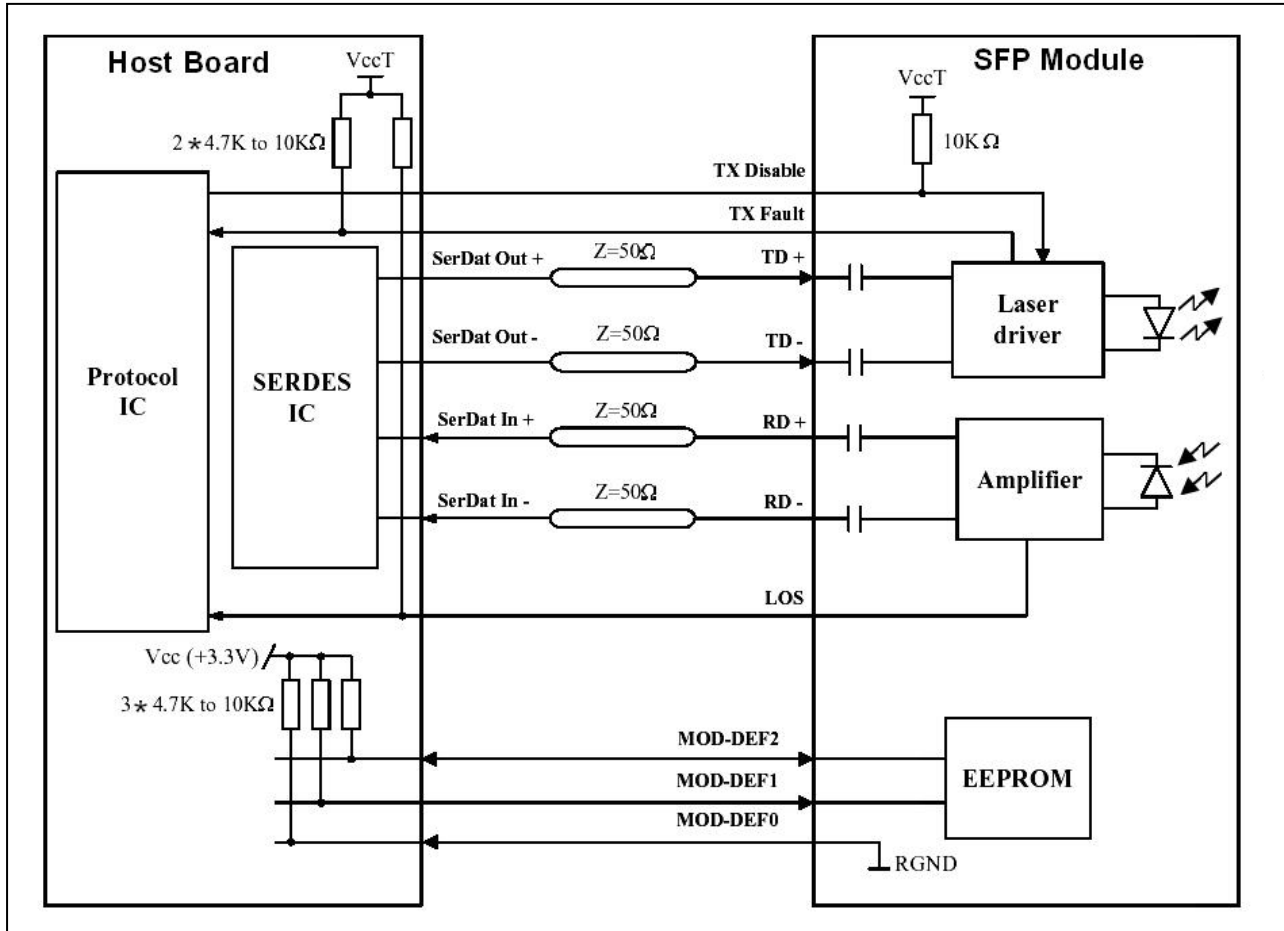 Host Board
SFP Module
VccT
VccT
2*4.7K to 10KΩ
10KΩ
TX Disable
TX Fault
SerDat Out +
Z=50Ω
TD +
Laser
driver
SerDat Out -
Z=50Ω
TD -
Protocol
IC
SERDES
IC
SerDat In +
Z=50Ω
RD +
Amplifier
SerDat In -
Z=50Ω
RD -
LOS
Vcc (+3.3V)
3*4.7K to 10KΩ
MOD-DEF2
MOD-DEF1
MOD-DEF0
EEPROM
RGND